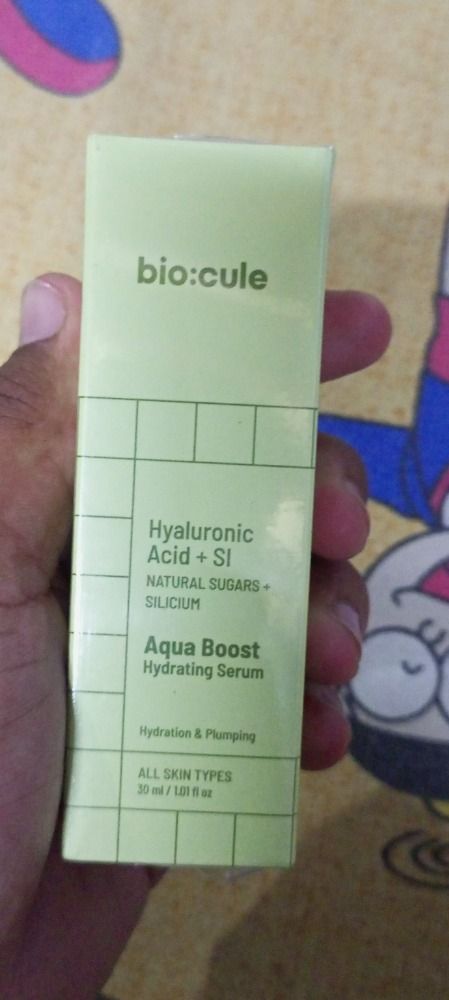 bio:cule
Hyaluronic
Acid + SI
NATURAL SUGARS +
SILICIUM
Aqua Boost
Hydrating Serum
Hydration & Plumping
ALL SKIN TYPES
30 ml / 1.01 fl oz